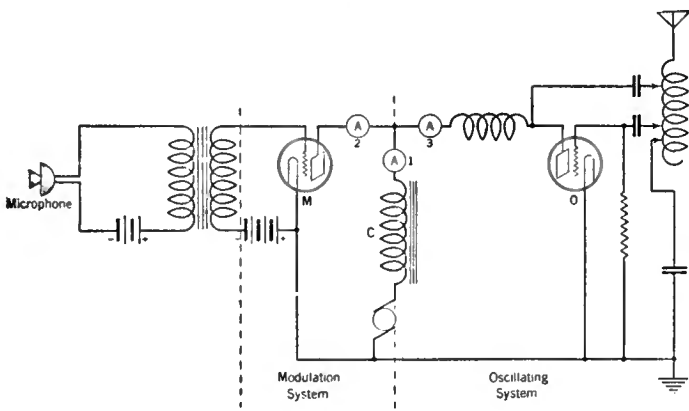 A
A
2
3
A 1
M
O
Microphone
- +
- +
C
Modulation
System
Oscillating
System